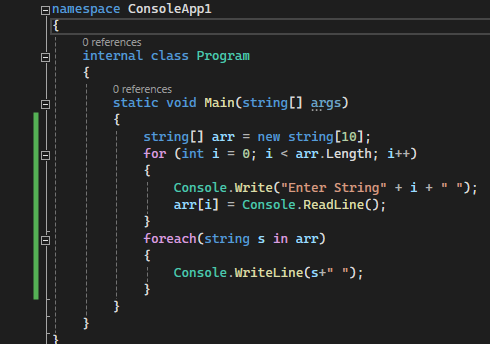 namespace ConsoleApp1
{
0 references
internal class Program
{
0 references
static void Main(string[] args)
{
string[] arr = new string[10];
for (int i = 0; i < arr.Length; i++)
{
Console.Write("Enter String" + i + " ");
arr[i] = Console.ReadLine();
}
foreach(string s in arr)
{
Console.WriteLine(s+" ");
}
}
}
}